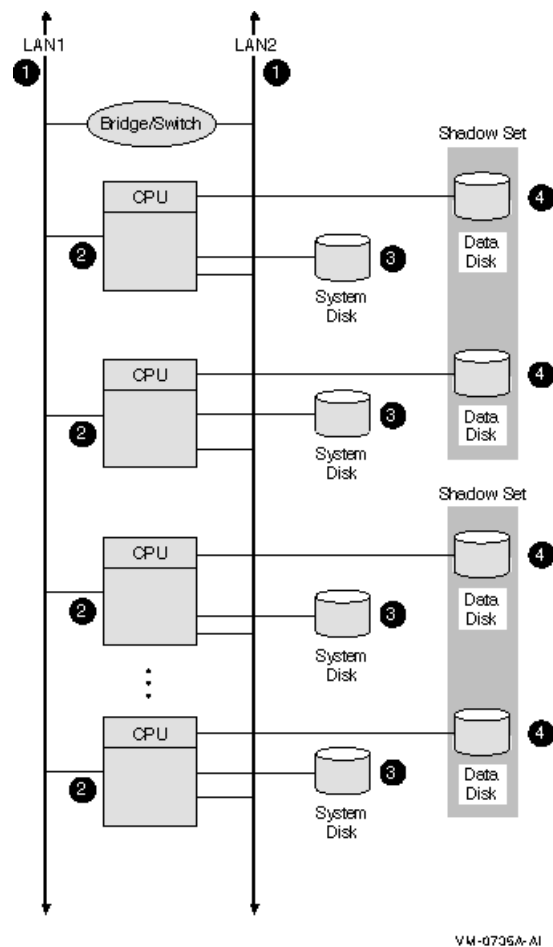 LAN1
LAN2
1
1
Bridge/Switch
Shadow Set
CPU
4
2
Data
Disk
3
System
Disk
CPU
4
2
3
Data
Disk
System
Disk
Shadow Set
CPU
4
2
3
Data
Disk
System
Disk
CPU
4
2
3
Data
Disk
System
Disk
VM-0735A-AI